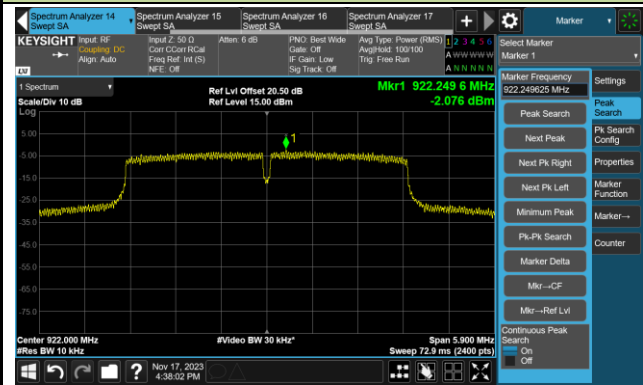 Spectrum Analyzer 14
Swept SA
Spectrum Analyzer 15
Swept SA
Spectrum Analyzer 16
Swept SA
Spectrum Analyzer 17
Swept SA
Marker
KEYSIGHT
Input: RF
Coupling: DC
Align: Auto
Input Z: 50 Ω
Corr CCorr RCal
Freq Ref: Int (S)
NFE: Off
Atten: 6 dB
PNO: Best Wide
Gate: Off
IF Gain: Low
Sig Track: Off
Avg Type: Power (RMS)
Avg|Hold: 100/100
Trig: Free Run
1 2 3 4 5 6
A W W W W W
A N N N N N
LXI
Select Marker
Marker 1
1 Spectrum
Scale/Div 10 dB
Log
Ref Lvl Offset 20.50 dB
Ref Level 15.00 dBm
Mkr1 922.249 6 MHz
-2.076 dBm
5.00
-5.00
-15.0
-25.0
-35.0
-45.0
-55.0
-65.0
-75.0
1
Center 922.000 MHz
#Res BW 10 kHz
#Video BW 30 kHz*
Span 5.900 MHz
Sweep 72.9 ms (2400 pts)
Marker Frequency
922.249625 MHz
Peak Search
Next Peak
Next Pk Right
Next Pk Left
Minimum Peak
Pk-Pk Search
Marker Delta
Mkr→CF
Mkr→Ref Lvl
Continuous Peak
Search
On
Off
Settings
Peak
Search
Pk Search
Config
Properties
Marker
Function
Marker→
Counter
Nov 17, 2023
4:38:02 PM